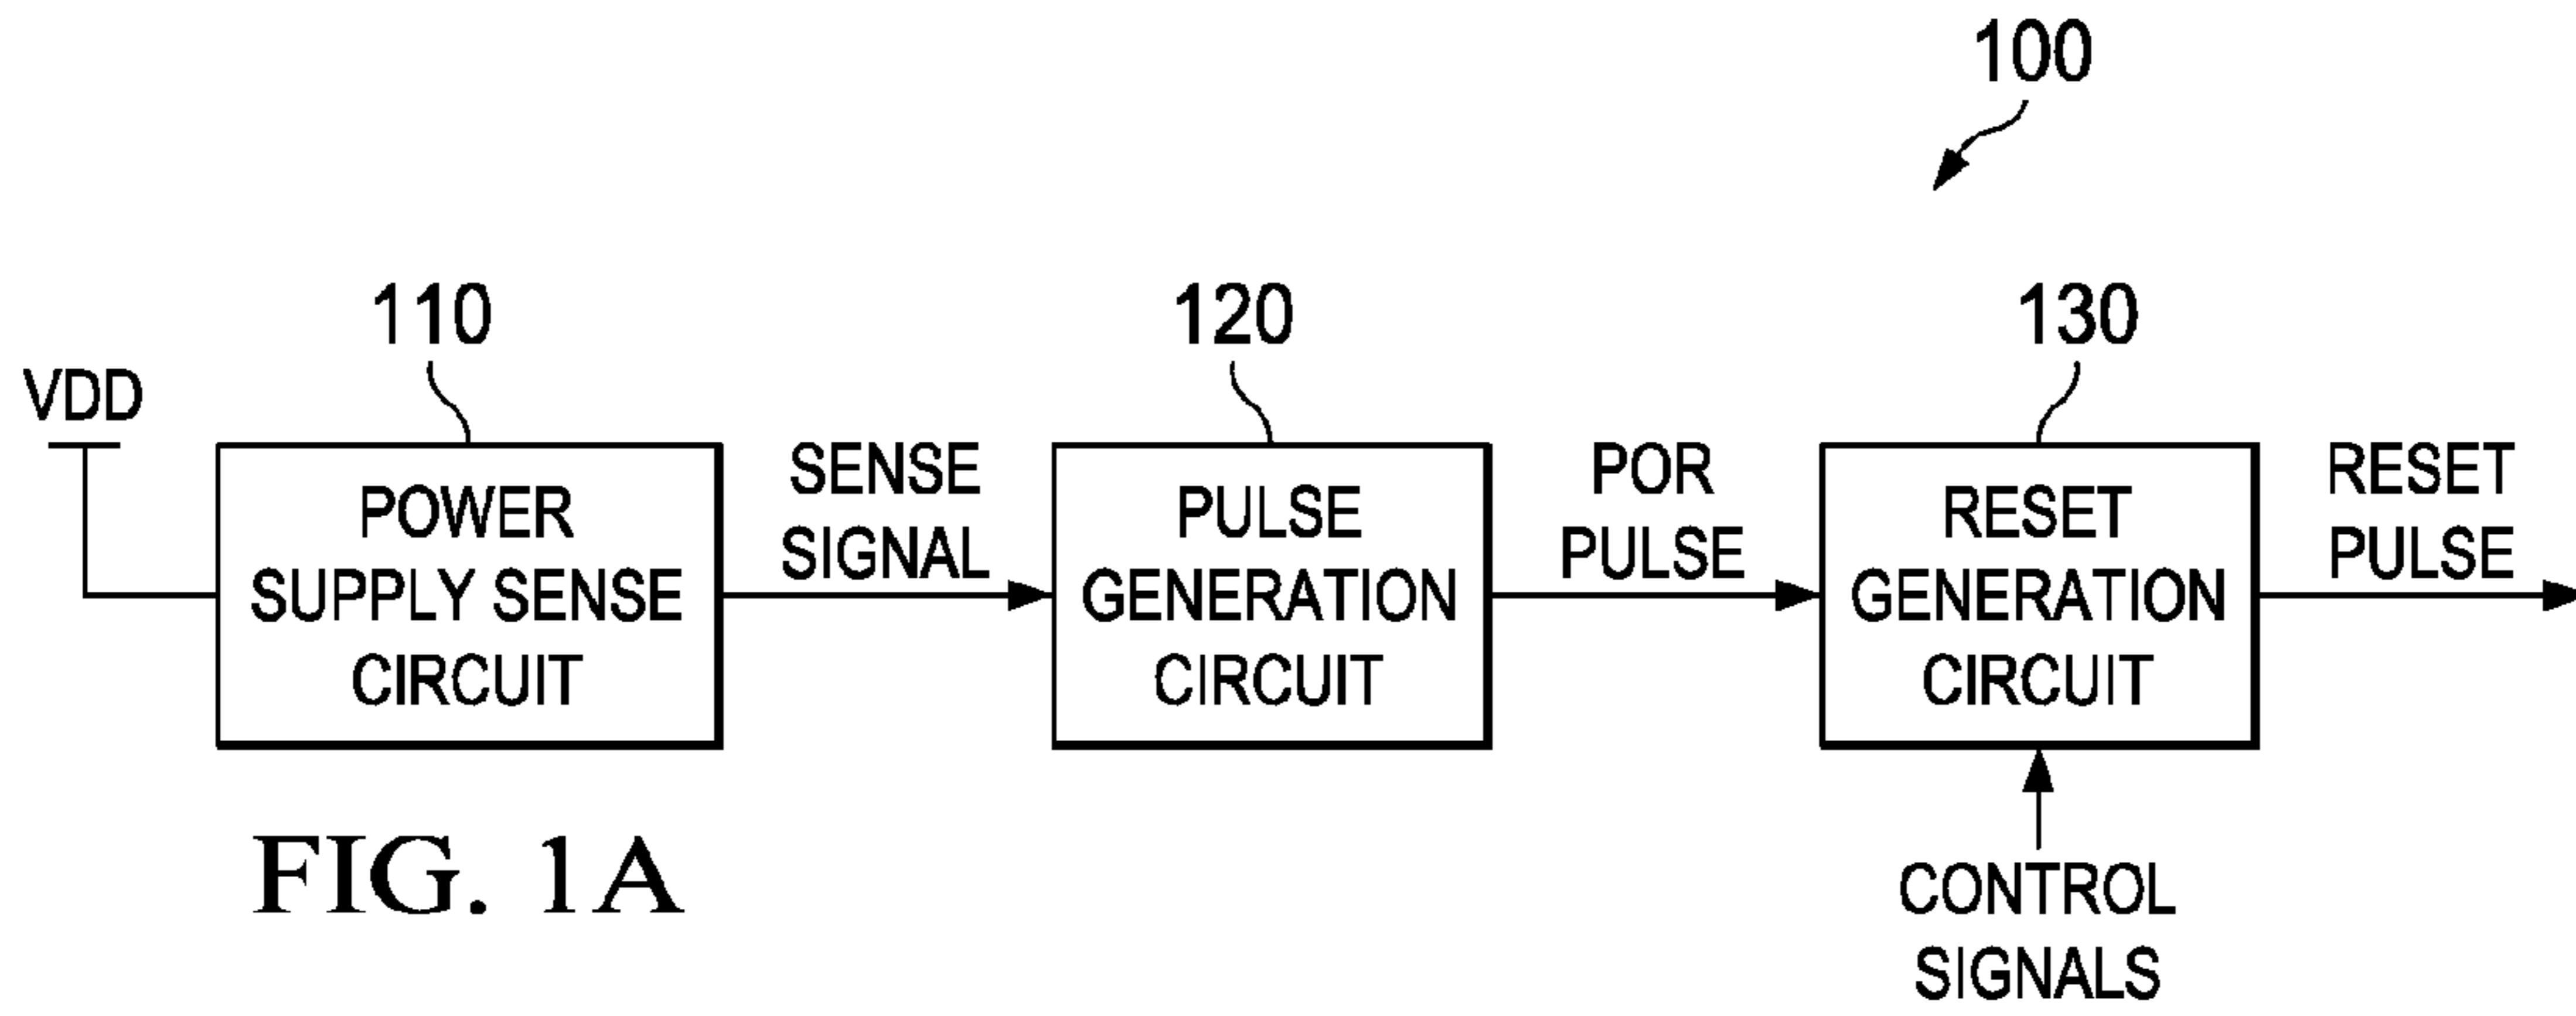 100
110
120
130
VDD
POWER
SUPPLY SENSE
CIRCUIT
SENSE
SIGNAL
PULSE
GENERATION
CIRCUIT
POR
PULSE
RESET
GENERATION
CIRCUIT
RESET
PULSE
CONTROL
SIGNALS
FIG. 1A